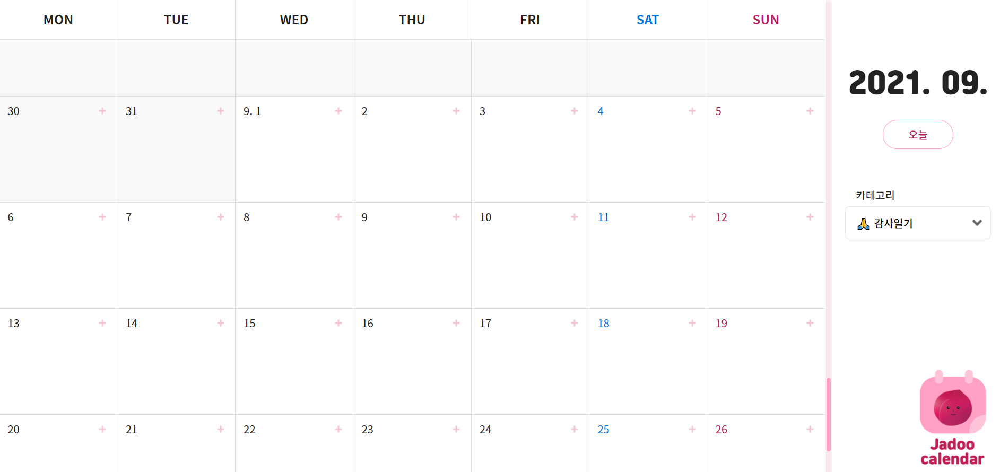 MON TUE WED THU FRI SAT SUN
2021. 09.
30 + 31 + 9. 1 + 2 + 3 + 4 + 5 +
오늘
카테고리
🙏 감사일기
6 + 7 + 8 + 9 + 10 + 11 + 12 +
13 + 14 + 15 + 16 + 17 + 18 + 19 +
20 + 21 + 22 + 23 + 24 + 25 + 26 +
Jadoo
calendar